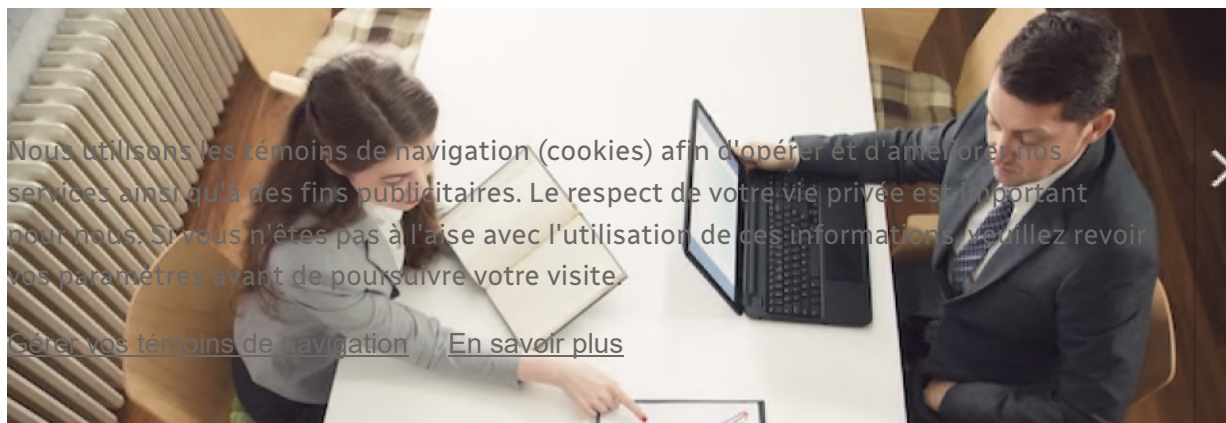 Nous utilisons les témoins de navigation (cookies) afin d'opérer et d'améliorer nos
services ainsi qu'à des fins publicitaires. Le respect de votre vie privée est important
pour nous. Si vous n'êtes pas à l'aise avec l'utilisation de ces informations, veuillez revoir
vos paramètres avant de poursuivre votre visite.
Gérer vos témoins de navigation En savoir plus